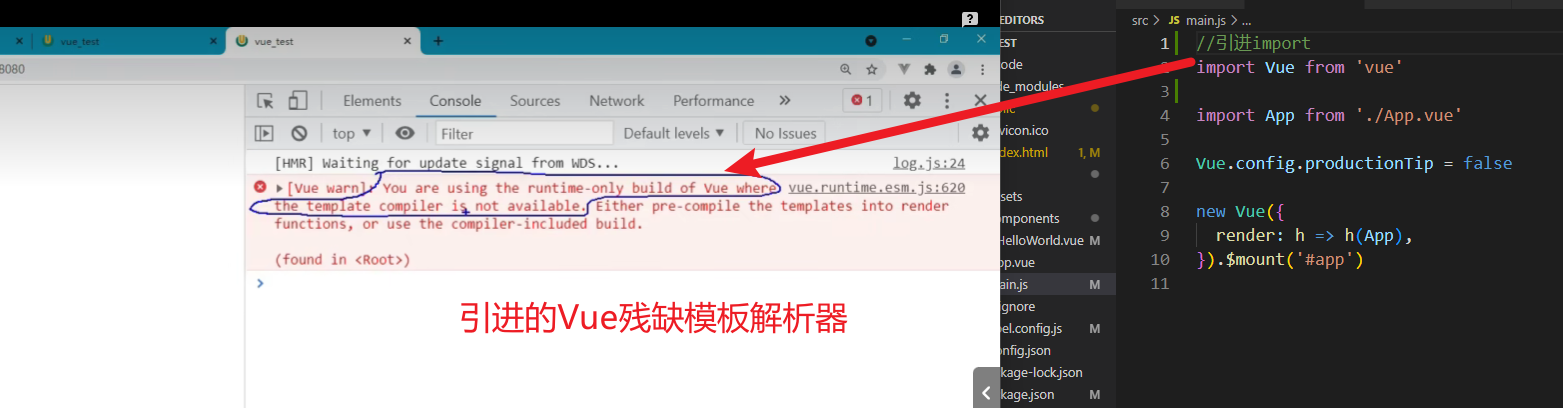 ?
vue_test
vue_test
8080
Elements Console Sources Network Performance
1
top Filter Default levels No Issues
[HMR] Waiting for update signal from WDS... log.js:24
[Vue warn]: You are using the runtime-only build of Vue where vue.runtime.esm.js:620
the template compiler is not available. Either pre-compile the templates into render
functions, or use the compiler-included build.
(found in <Root>)
引进的Vue残缺模板解析器
EDITORS
EST
code
de_modules
lic
vicon.ico
dex.html 1, M
sets
omponents
HelloWorld.vue M
pp.vue
ain.js M
gnore
bel.config.js M
onfig.json
kage-lock.json
kage.json M
src > JS main.js > ...
1 //引进import
2 import Vue from 'vue'
3
4 import App from './App.vue'
5
6 Vue.config.productionTip = false
7
8 new Vue({
9 render: h => h(App),
10 }).$mount('#app')
11